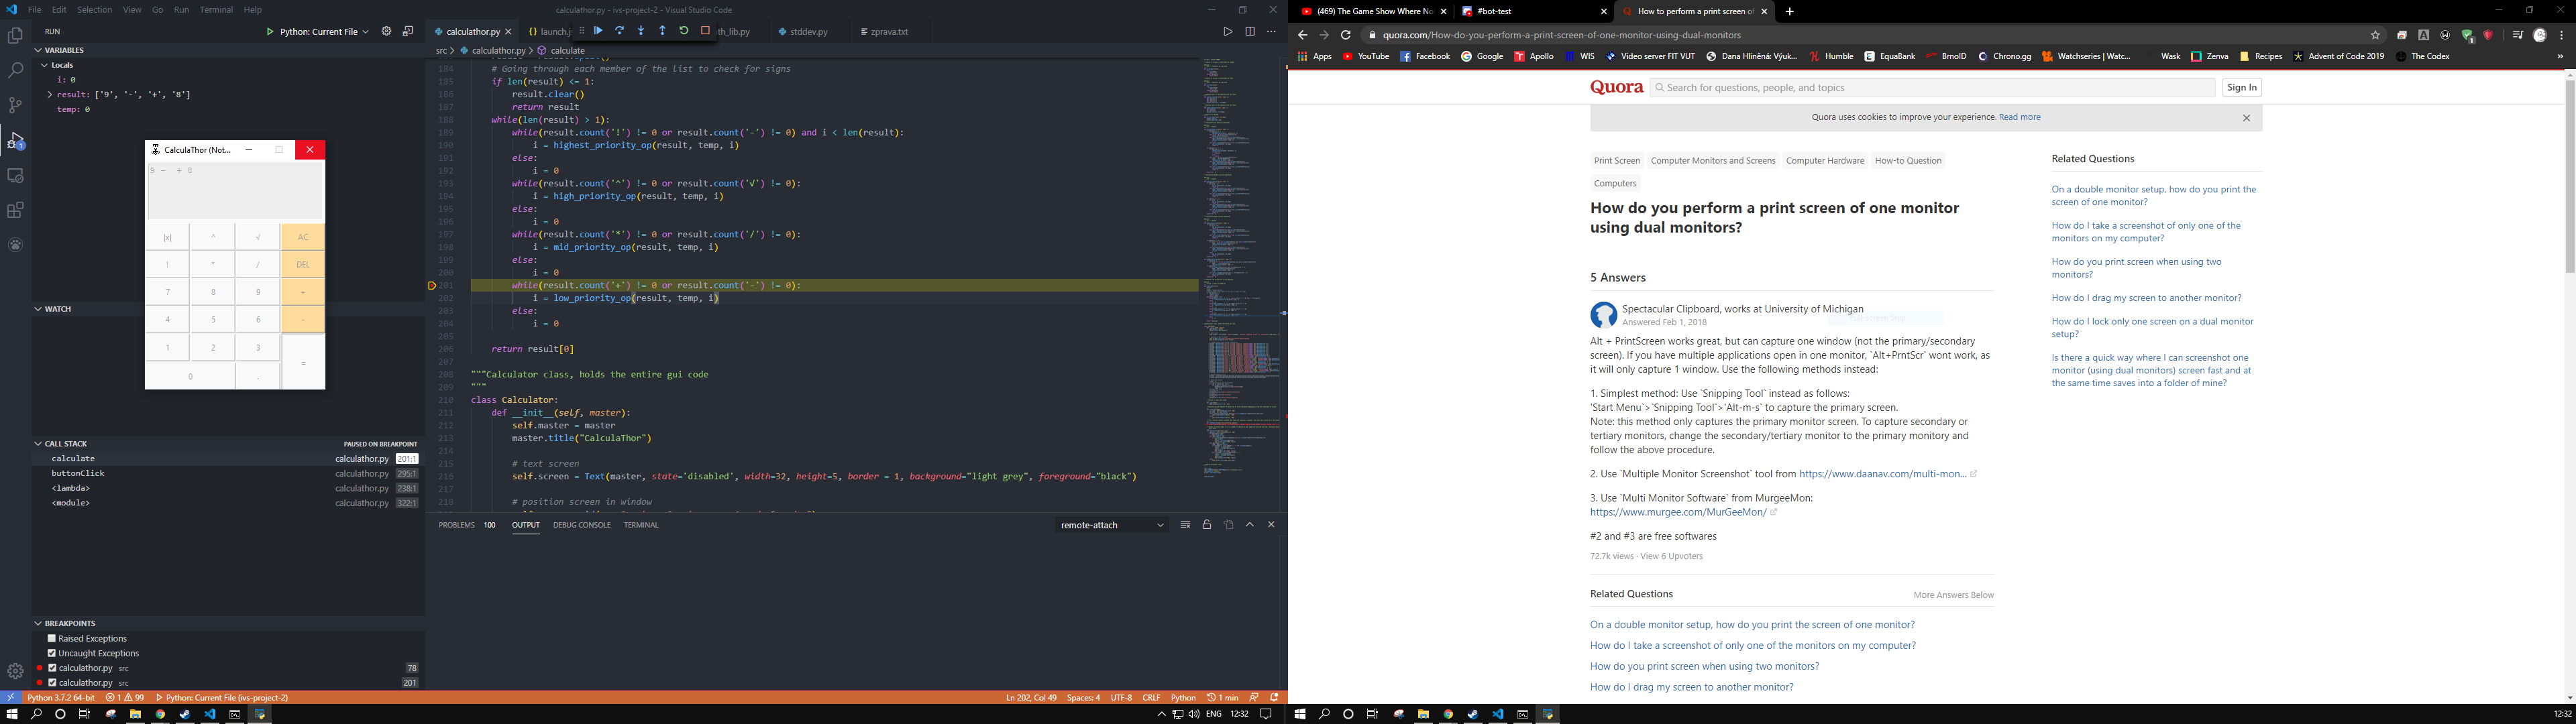 File Edit Selection View Go Run Terminal Help
calculathor.py - ivs-project-2 - Visual Studio Code
RUN
Python: Current File
VARIABLES
Locals
i: 0
result: ['9', '-', '+', '8']
temp: 0
CalculaThor (Not...
9 - + 8
|x| ^ √ AC
! * / DEL
7 8 9 +
4 5 6 -
1 2 3 =
0 .
WATCH
CALL STACK
PAUSED ON BREAKPOINT
calculate calculathor.py 201:1
buttonClick calculathor.py 295:1
<lambda> calculathor.py 238:1
<module> calculathor.py 322:1
BREAKPOINTS
Raised Exceptions
Uncaught Exceptions
calculathor.py src 78
calculathor.py src 201
calculathor.py
stddev.py
zprava.txt
src > calculathor.py > calculate
184 # Going through each member of the list to check for signs
185 if len(result) <= 1:
186 result.clear()
187 return result
188 while(len(result) > 1):
189 while(result.count('!') != 0 or result.count('-') != 0) and i < len(result):
190 i = highest_priority_op(result, temp, i)
191 else:
192 i = 0
193 while(result.count('^') != 0 or result.count('√') != 0):
194 i = high_priority_op(result, temp, i)
195 else:
196 i = 0
197 while(result.count('*') != 0 or result.count('/') != 0):
198 i = mid_priority_op(result, temp, i)
199 else:
200 i = 0
201 while(result.count('+') != 0 or result.count('-') != 0):
202 i = low_priority_op(result, temp, i)
203 else:
204 i = 0
205
206 return result[0]
207
208 """Calculator class, holds the entire gui code
209 """
210 class Calculator:
211 def __init__(self, master):
212 self.master = master
213 master.title("CalculaThor")
214
215 # text screen
216 self.screen = Text(master, state='disabled', width=32, height=5, border = 1, background="light grey", foreground="black")
217
218 # position screen in window
PROBLEMS 100 OUTPUT DEBUG CONSOLE TERMINAL
remote-attach
Python 3.7.2 64-bit 1 99 Python: Current File (ivs-project-2)
Ln 202, Col 49 Spaces: 4 UTF-8 CRLF Python 1 min
ENG 12:32
(469) The Game Show Where No
#bot-test
How to perform a print screen of
quora.com/How-do-you-perform-a-print-screen-of-one-monitor-using-dual-monitors
Apps YouTube Facebook Google Apollo WIS Video server FIT VUT Dana Hliněná: Výuk... Humble EquaBank BrnoID Chrono.gg Watchseries | Watc... Wask Zenva Recipes Advent of Code 2019 The Codex
Quora
Search for questions, people, and topics
Sign In
Quora uses cookies to improve your experience. Read more
Print Screen Computer Monitors and Screens Computer Hardware How-to Question
Computers
How do you perform a print screen of one monitor
using dual monitors?
5 Answers
Spectacular Clipboard, works at University of Michigan
Answered Feb 1, 2018
Alt + PrintScreen works great, but can capture one window (not the primary/secondary
screen). If you have multiple applications open in one monitor, `Alt+PrntScr` wont work, as
it will only capture 1 window. Use the following methods instead:
1. Simplest method: Use `Snipping Tool` instead as follows:
'Start Menu`>`Snipping Tool`>'Alt-m-s` to capture the primary screen.
Note: this method only captures the primary monitor screen. To capture secondary or
tertiary monitors, change the secondary/tertiary monitor to the primary monitory and
follow the above procedure.
2. Use `Multiple Monitor Screenshot` tool from https://www.daanav.com/multi-mon...
3. Use `Multi Monitor Software` from MurgeeMon:
https://www.murgee.com/MurGeeMon/
#2 and #3 are free softwares
72.7k views · View 6 Upvoters
Related Questions
More Answers Below
On a double monitor setup, how do you print the screen of one monitor?
How do I take a screenshot of only one of the monitors on my computer?
How do you print screen when using two monitors?
How do I drag my screen to another monitor?
Related Questions
On a double monitor setup, how do you print the
screen of one monitor?
How do I take a screenshot of only one of the
monitors on my computer?
How do you print screen when using two
monitors?
How do I drag my screen to another monitor?
How do I lock only one screen on a dual monitor
setup?
Is there a quick way where I can screenshot one
monitor (using dual monitors) screen fast and at
the same time saves into a folder of mine?
12:32